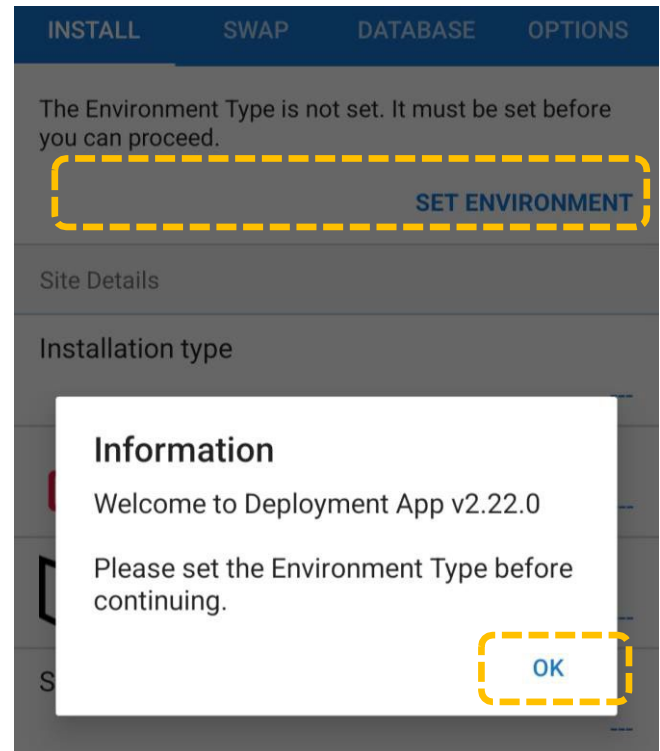 INSTALL SWAP DATABASE OPTIONS
The Environment Type is not set. It must be set before
you can proceed.
SET ENVIRONMENT
Site Details
Installation type
---
Information
Welcome to Deployment App v2.22.0
Please set the Environment Type before
continuing.
OK
S
---